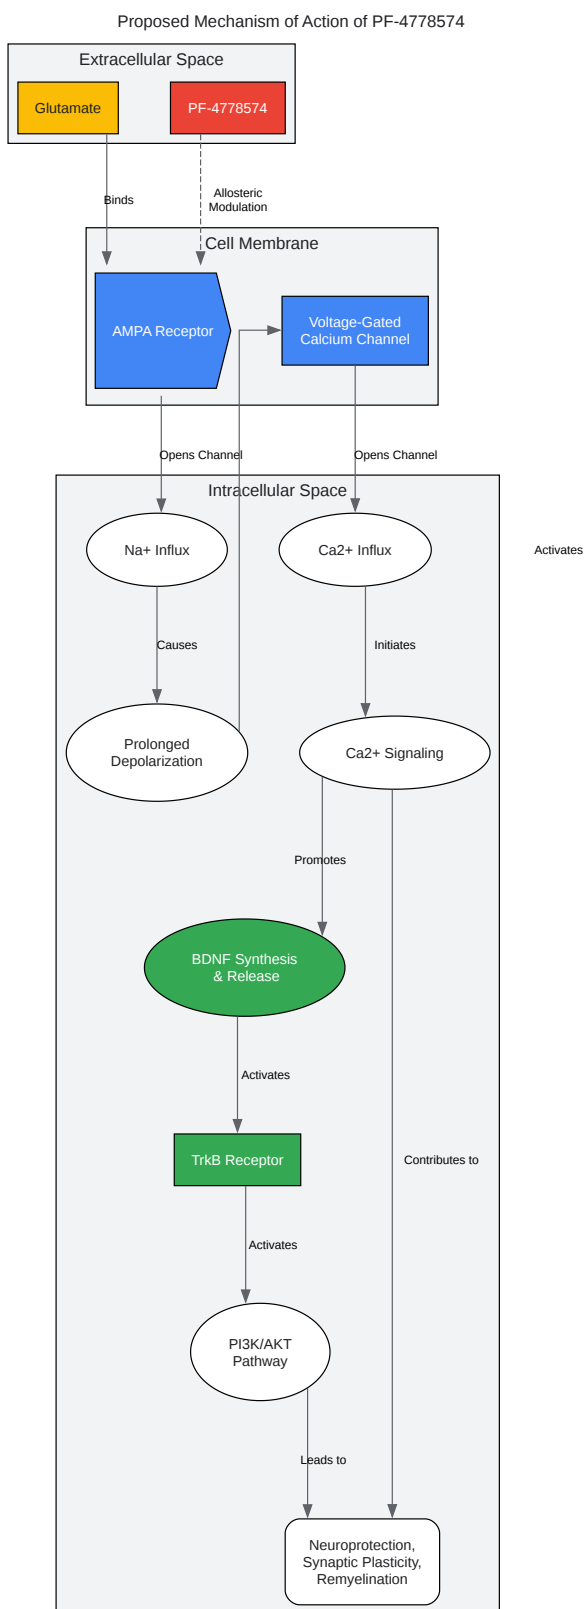 Proposed Mechanism of Action of PF-4778574
Extracellular Space
Glutamate
PF-4778574
Binds
Allosteric
Modulation
Cell Membrane
AMPA Receptor
Voltage-Gated
Calcium Channel
Opens Channel
Opens Channel
Intracellular Space
Na+ Influx
Ca2+ Influx
Activates
Causes
Initiates
Prolonged
Depolarization
Ca2+ Signaling
Promotes
BDNF Synthesis
& Release
Activates
TrkB Receptor
Contributes to
Activates
PI3K/AKT
Pathway
Leads to
Neuroprotection,
Synaptic Plasticity,
Remyelination